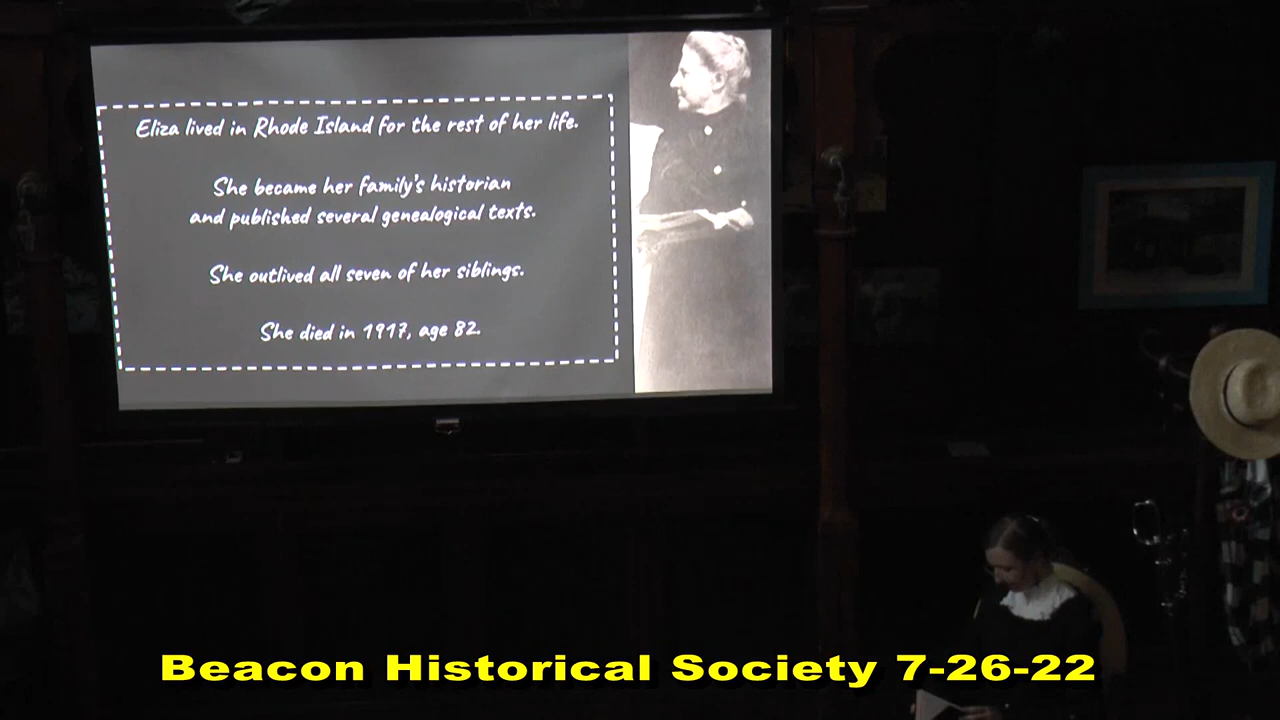 Eliza lived in Rhode Island for the rest of her life.
She became her family's historian
and published several genealogical texts.
She outlived all seven of her siblings.
She died in 1917, age 82.
Beacon Historical Society 7-26-22